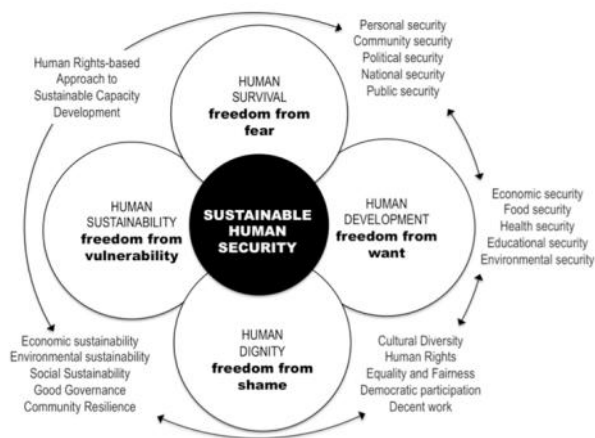 Personal security
Community security
Political security
National security
Public security
Human Rights-based
Approach to
Sustainable Capacity
Development
HUMAN
SURVIVAL
freedom from
fear
HUMAN
SUSTAINABILITY
freedom from
vulnerability
SUSTAINABLE
HUMAN
SECURITY
HUMAN
DEVELOPMENT
freedom from
want
Economic security
Food security
Health security
Educational security
Environmental security
HUMAN
DIGNITY
freedom from
shame
Economic sustainability
Environmental sustainability
Social Sustainability
Good Governance
Community Resilience
Cultural Diversity
Human Rights
Equality and Fairness
Democratic participation
Decent work